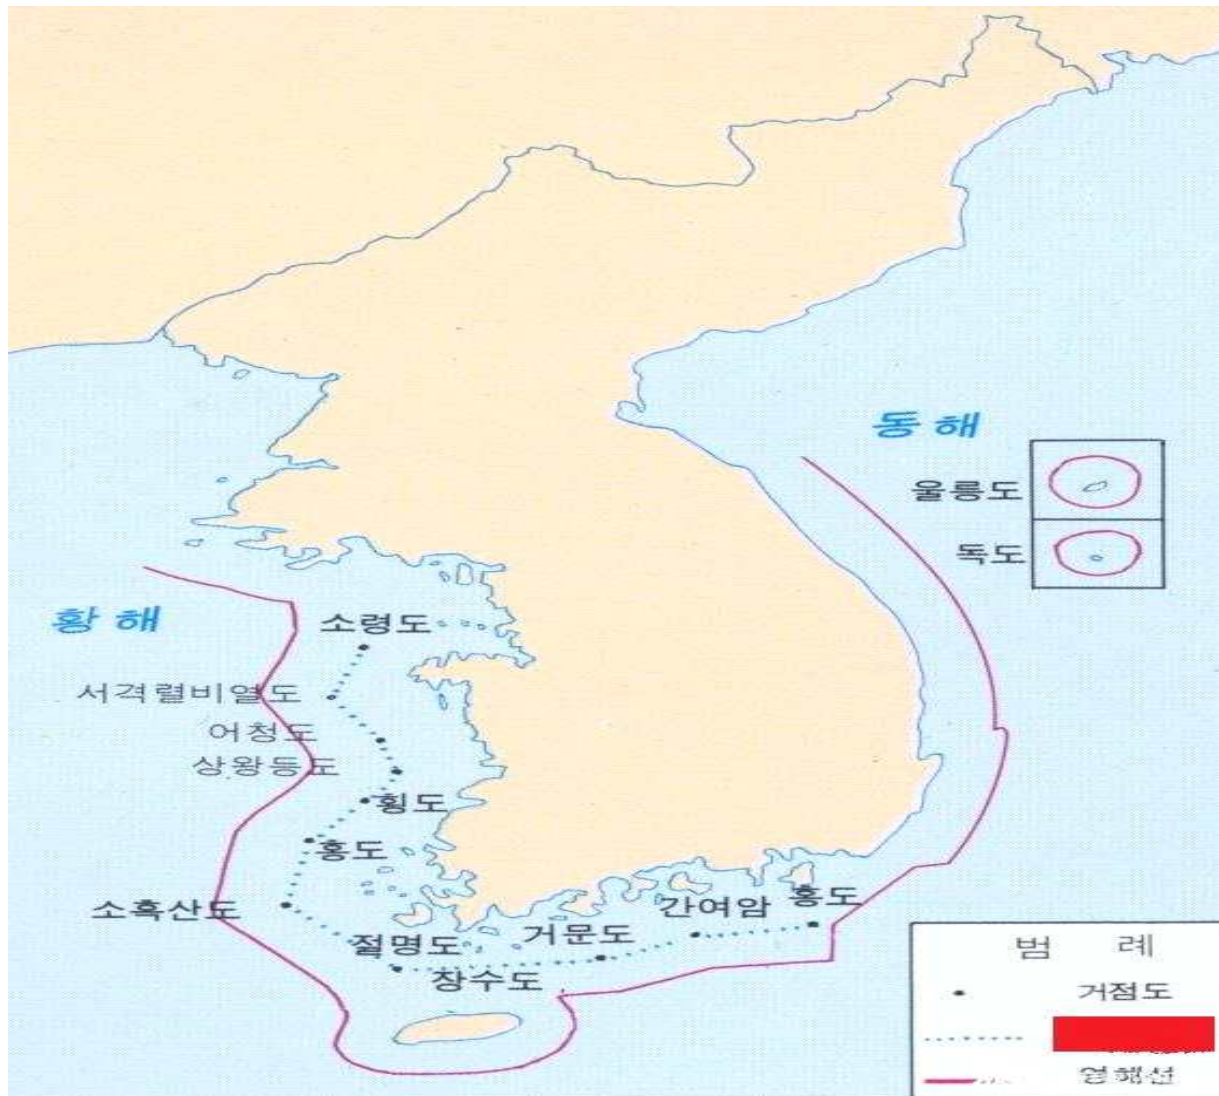 동해
울릉도
독도
황해
소령도
서격렬비열도
어청도
상왕등도
횡도
홍도
소흑산도
절명도
장수도
거문도
간여암
홍도
범 례
거점도
영해선